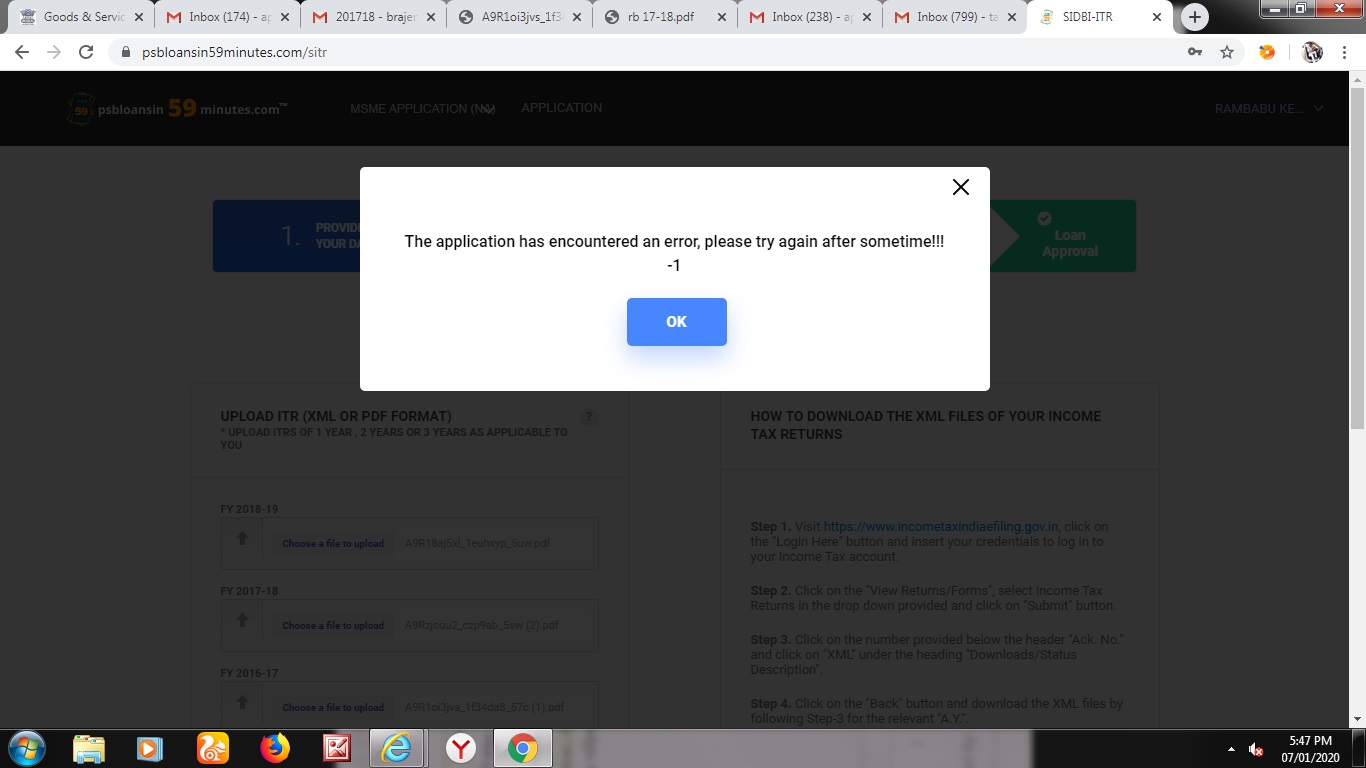 Goods & Servic
Inbox (174) - ap
201718 - brajer
A9R1oi3jvs_1f34
rb 17-18.pdf
Inbox (238) - ap
Inbox (799) - ta
SIDBI-ITR
psbloansin59minutes.com/sitr
psbloansin 59 minutes.com™
MSME APPLICATION (N
APPLICATION
RAMBABU KE...
The application has encountered an error, please try again after sometime!!!
-1
OK
1. PROVID
YOUR DA
Loan
Approval
UPLOAD ITR (XML OR PDF FORMAT)
?
* UPLOAD ITRS OF 1 YEAR , 2 YEARS OR 3 YEARS AS APPLICABLE TO
YOU
FY 2018-19
Choose a file to upload
A9R18aj5xl_1euhxyp_5uw.pdf
FY 2017-18
Choose a file to upload
A9Rzjcou2_czp9ab_5sw (2).pdf
FY 2016-17
Choose a file to upload
A9R1oi3jvs_1f34da8_57c (1).pdf
HOW TO DOWNLOAD THE XML FILES OF YOUR INCOME
TAX RETURNS
Step 1. Visit https://www.incometaxindiaefiling.gov.in, click on
the "Login Here" button and insert your credentials to log in to
your Income Tax account.
Step 2. Click on the "View Returns/Forms", select Income Tax
Returns in the drop down provided and click on "Submit" button.
Step 3. Click on the number provided below the header "Ack. No."
and click on "XML" under the heading "Downloads/Status
Description".
Step 4. Click on the "Back" button and download the XML files by
following Step-3 for the relevant "A.Y.".
5:47 PM
07/01/2020